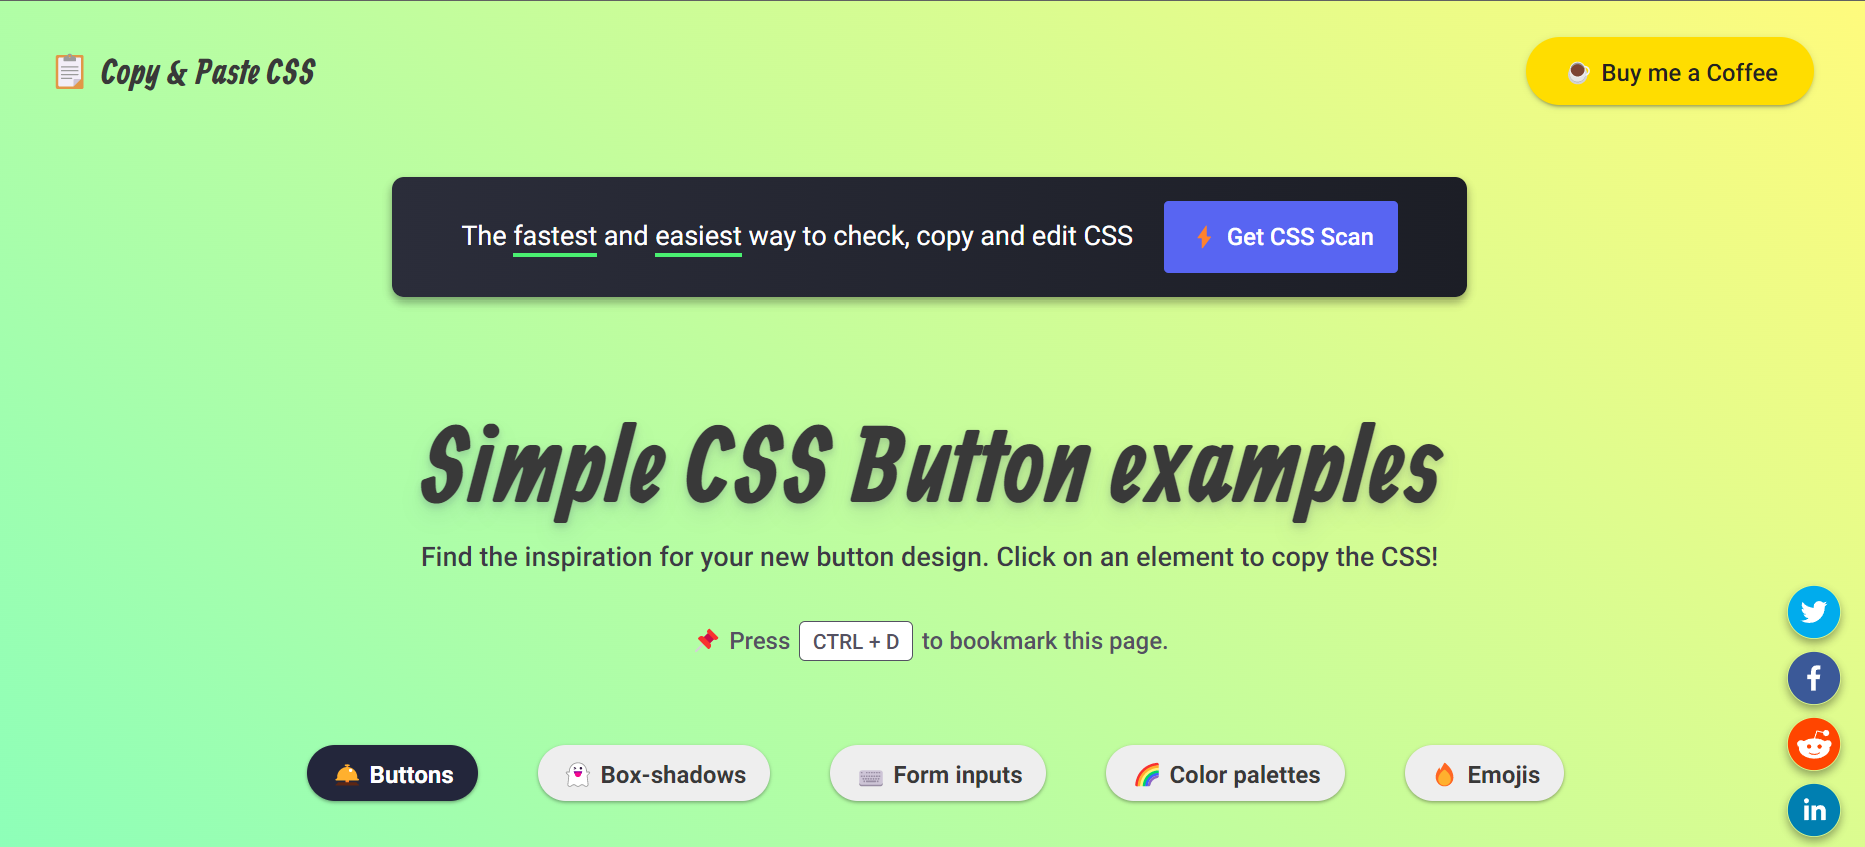 Copy & Paste CSS
Buy me a Coffee
The fastest and easiest way to check, copy and edit CSS
Get CSS Scan
Simple CSS Button examples
Find the inspiration for your new button design. Click on an element to copy the CSS!
Press CTRL + D to bookmark this page.
Buttons
Box-shadows
Form inputs
Color palettes
Emojis